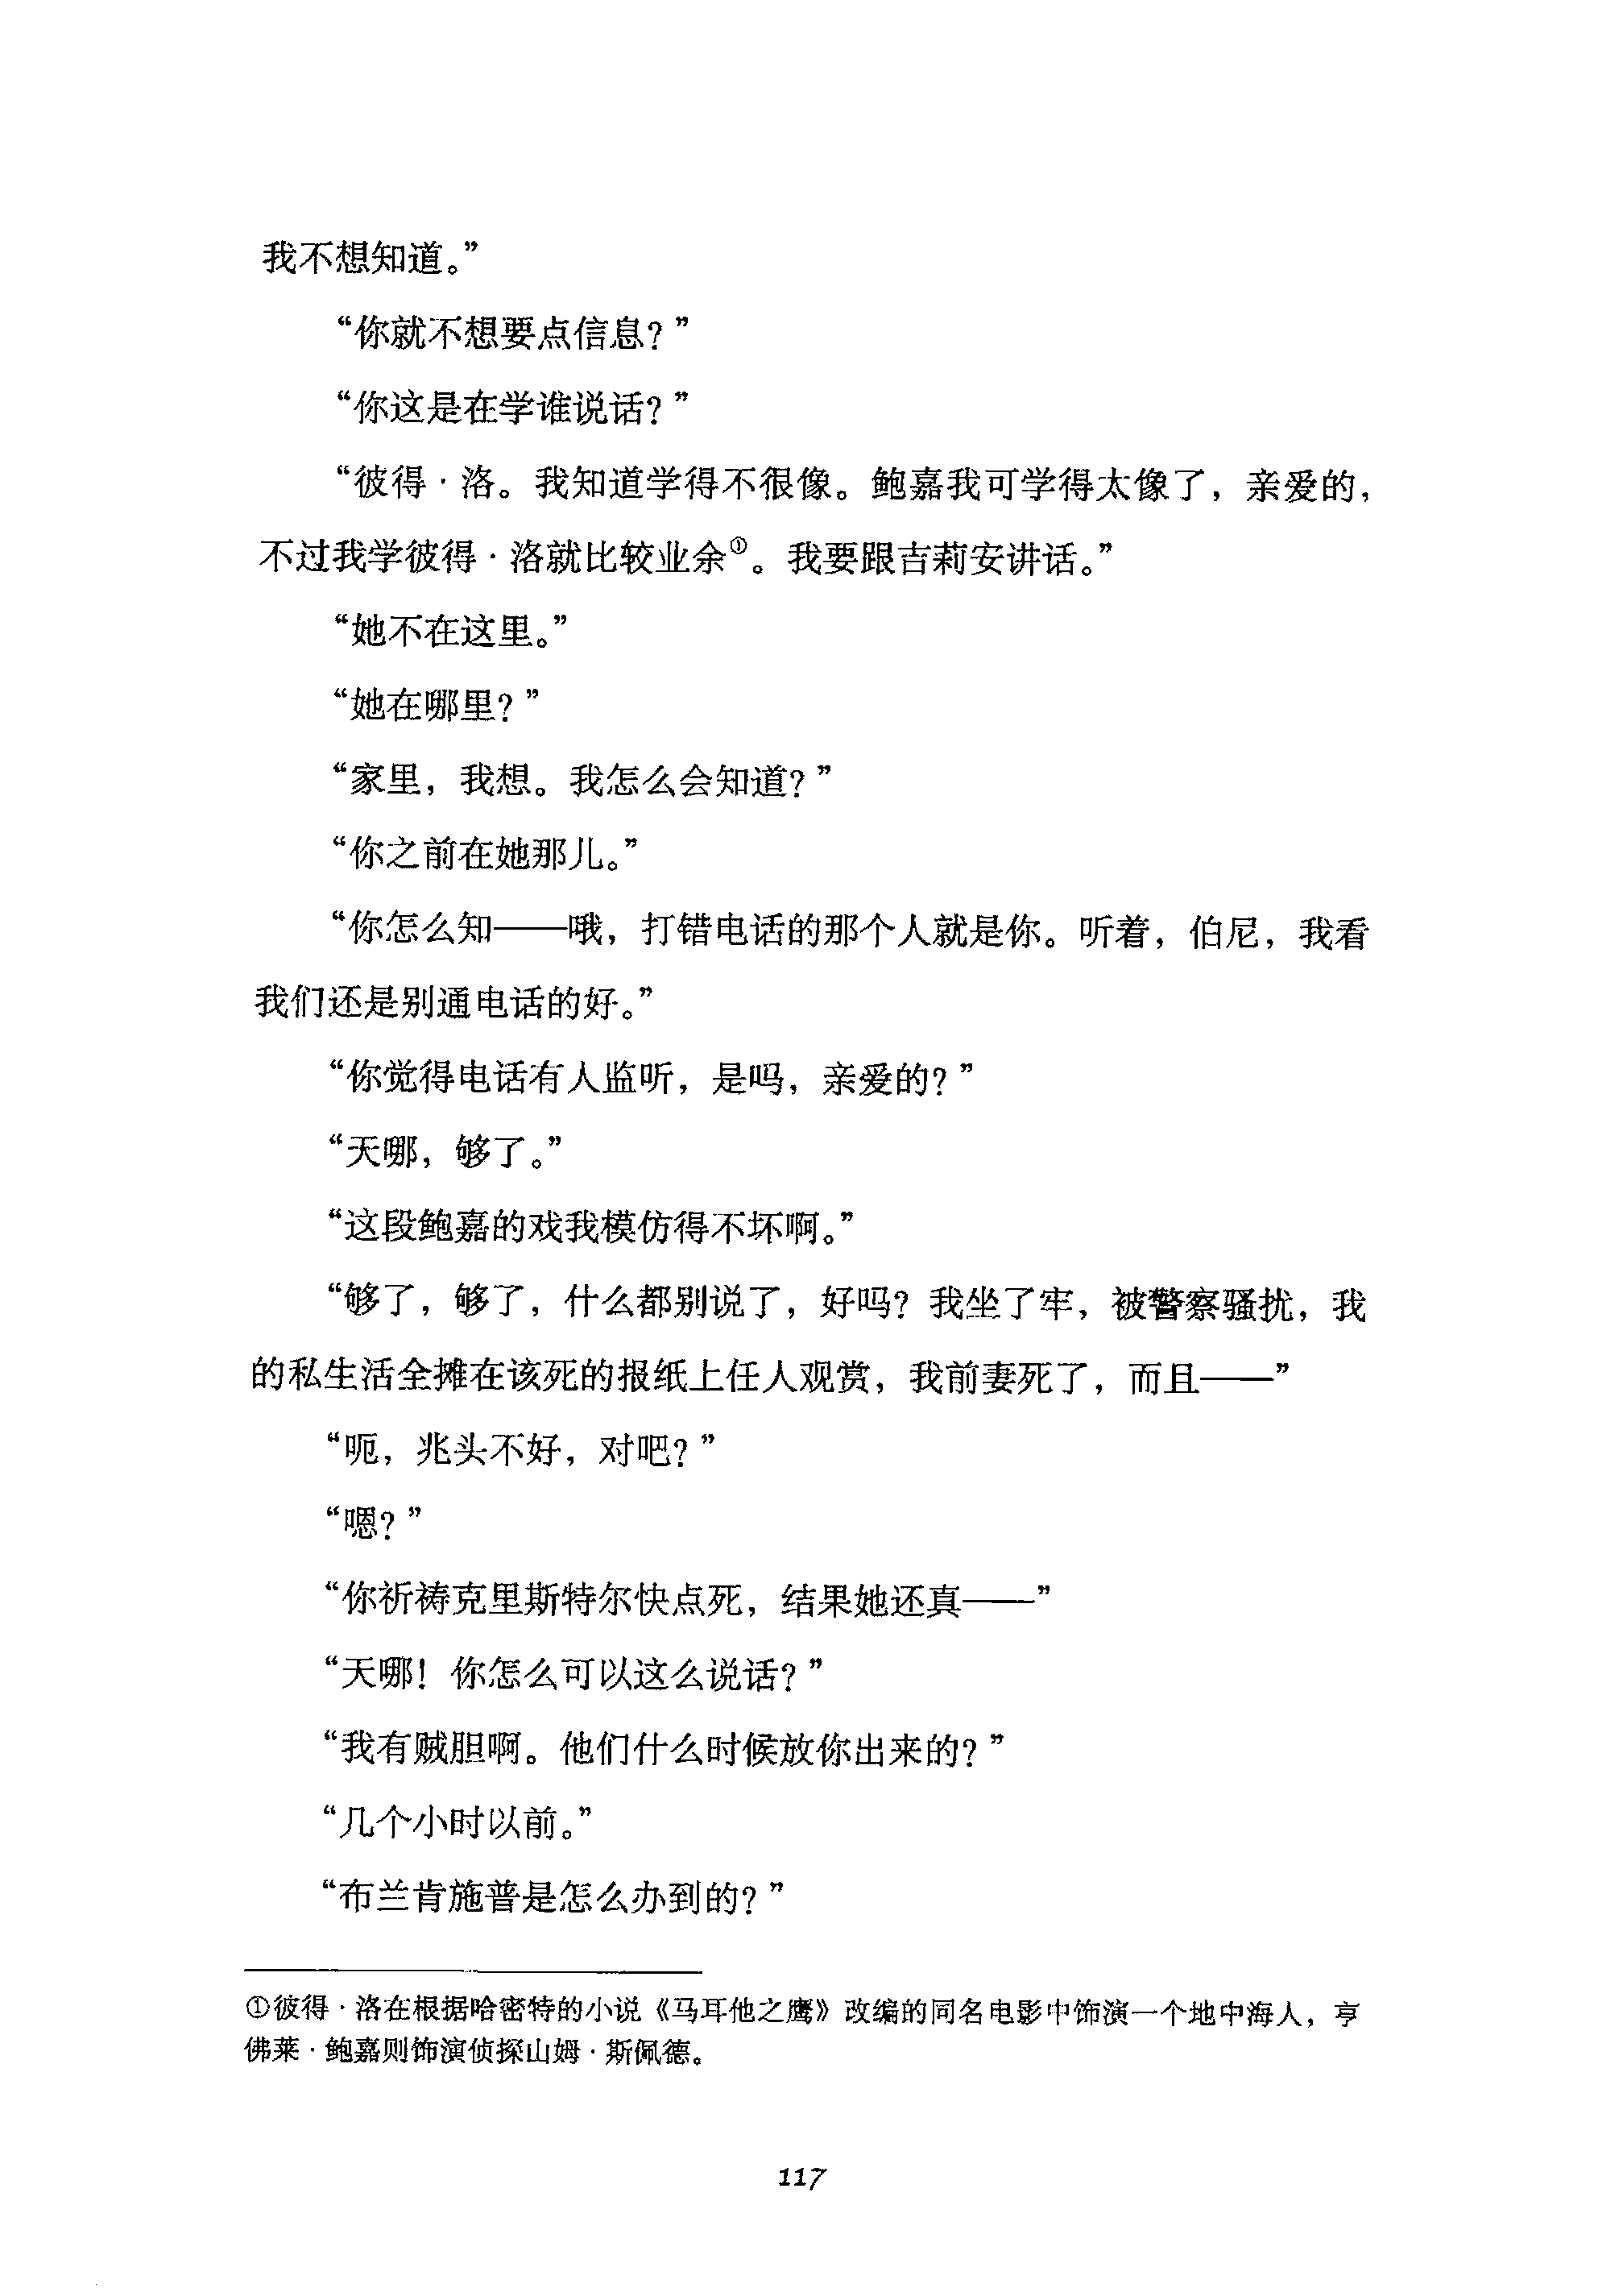 我不想知道。”
“你就不想要点信息？”
“你这是在学谁说话？”
“彼得·洛。我知道学得不很像。鲍嘉我可学得太像了，亲爱的，
不过我学彼得·洛就比较业余①。我要跟吉莉安讲话。”
“她不在这里。”
“她在哪里？”
“家里，我想。我怎么会知道？”
“你之前在她那儿。”
“你怎么知——哦，打错电话的那个人就是你。听着，伯尼，我看
我们还是别通电话的好。”
“你觉得电话有人监听，是吗，亲爱的？”
“天哪，够了。”
“这段鲍嘉的戏我模仿得不坏啊。”
“够了，够了，什么都别说了，好吗？我坐了牢，被警察骚扰，我
的私生活全摊在该死的报纸上任人观赏，我前妻死了，而且——”
“呃，兆头不好，对吧？”
“嗯？”
“你祈祷克里斯特尔快点死，结果她还真——”
“天哪！你怎么可以这么说话？”
“我有贼胆啊。他们什么时候放你出来的？”
“几个小时以前。”
“布兰肯施普是怎么办到的？”
①彼得·洛在根据哈密特的小说《马耳他之鹰》改编的同名电影中饰演一个地中海人，亨
佛莱·鲍嘉则饰演侦探山姆·斯佩德。
117